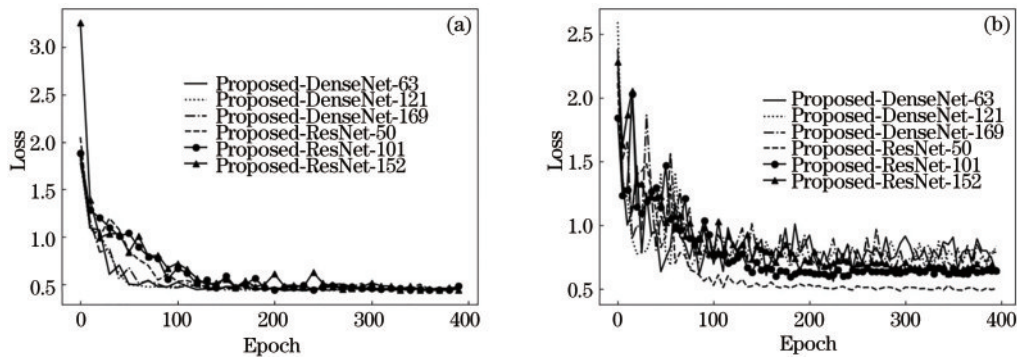 (a)
3.0
2.5
2.0
1.5
1.0
0.5
Loss
Proposed-DenseNet-63
Proposed-DenseNet-121
Proposed-DenseNet-169
Proposed-ResNet-50
Proposed-ResNet-101
Proposed-ResNet-152
0 100 200 300 400
Epoch
(b)
2.5
2.0
1.5
1.0
0.5
Loss
Proposed-DenseNet-63
Proposed-DenseNet-121
Proposed-DenseNet-169
Proposed-ResNet-50
Proposed-ResNet-101
Proposed-ResNet-152
0 100 200 300 400
Epoch